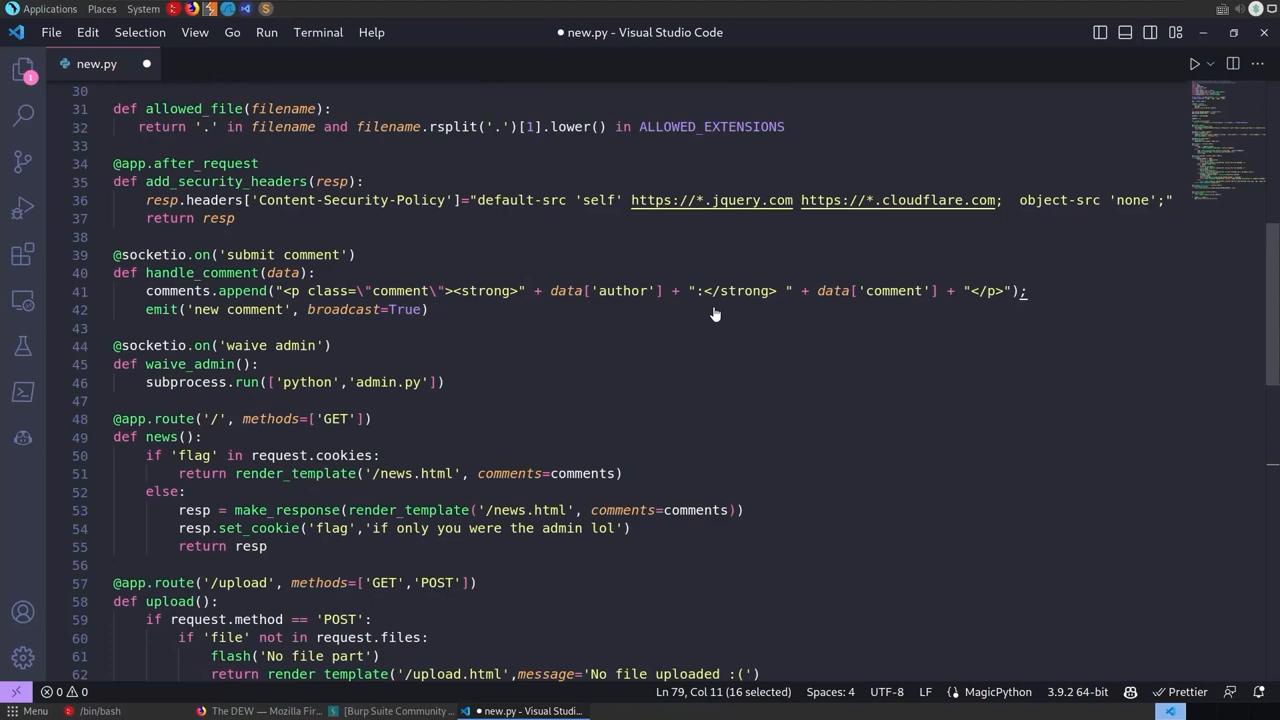 Applications Places System
File Edit Selection View Go Run Terminal Help
● new.py - Visual Studio Code
new.py
30
31 def allowed_file(filename):
32 return '.' in filename and filename.rsplit('.')[1].lower() in ALLOWED_EXTENSIONS
33
34 @app.after_request
35 def add_security_headers(resp):
36 resp.headers['Content-Security-Policy']="default-src 'self' https://*.jquery.com https://*.cloudflare.com;  object-src 'none';"
37 return resp
38
39 @socketio.on('submit comment')
40 def handle_comment(data):
41 comments.append("<p class=\"comment\"><strong>" + data['author'] + ":</strong> " + data['comment'] + "</p>");
42 emit('new comment', broadcast=True)
43
44 @socketio.on('waive admin')
45 def waive_admin():
46 subprocess.run(['python','admin.py'])
47
48 @app.route('/', methods=['GET'])
49 def news():
50 if 'flag' in request.cookies:
51 return render_template('/news.html', comments=comments)
52 else:
53 resp = make_response(render_template('/news.html', comments=comments))
54 resp.set_cookie('flag','if only you were the admin lol')
55 return resp
56
57 @app.route('/upload', methods=['GET','POST'])
58 def upload():
59 if request.method == 'POST':
60 if 'file' not in request.files:
61 flash('No file part')
62 return render_template('/upload.html',message='No file uploaded :(')
1
0 0 Ln 79, Col 11 (16 selected) Spaces: 4 UTF-8 LF MagicPython 3.9.2 64-bit Prettier
Menu /bin/bash The DEW — Mozilla Fir... [Burp Suite Community ... ● new.py - Visual Studi...